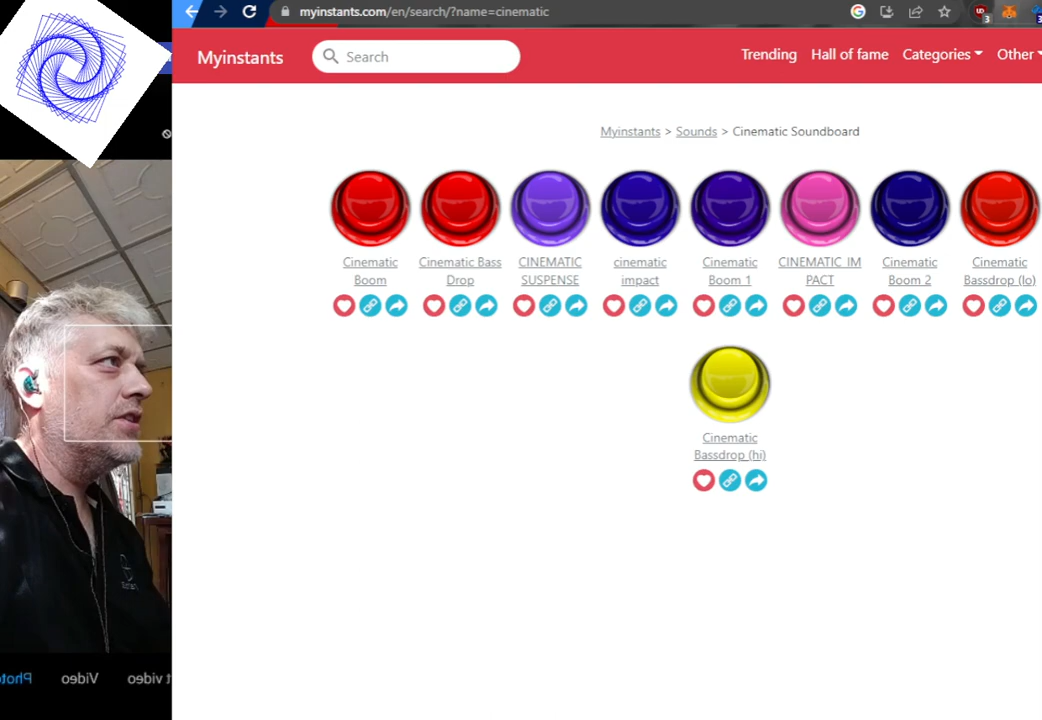 myinstants.com/en/search/?name=cinematic
Myinstants
Search
Trending
Hall of fame
Categories
Other
Myinstants > Sounds > Cinematic Soundboard
Cinematic
Boom
Cinematic Bass
Drop
CINEMATIC
SUSPENSE
cinematic
impact
Cinematic
Boom 1
CINEMATIC_IM
PACT
Cinematic
Boom 2
Cinematic
Bassdrop (lo)
Cinematic
Bassdrop (hi)
Photo
Video
t video